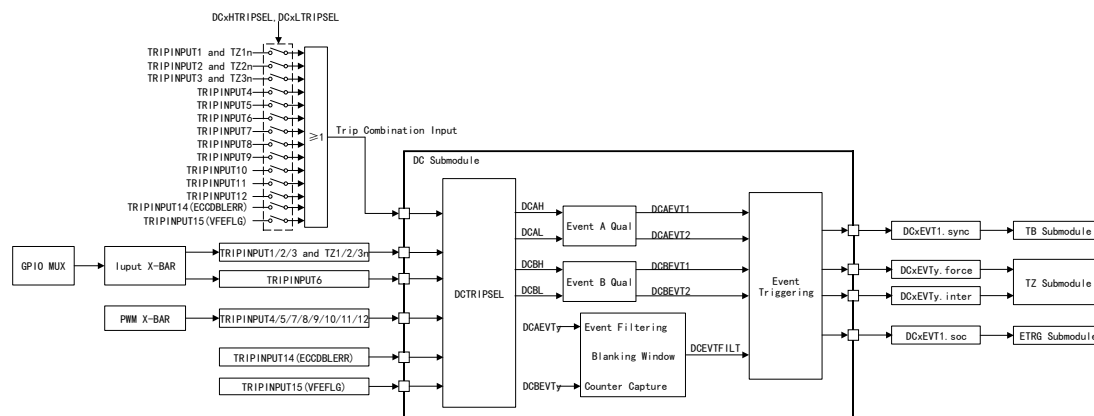 DCxHTRIPSEL,DCxLTRIPSEL
TRIPINPUT1 and TZ1n
TRIPINPUT2 and TZ2n
TRIPINPUT3 and TZ3n
TRIPINPUT4
TRIPINPUT5
TRIPINPUT6
TRIPINPUT7
TRIPINPUT8
TRIPINPUT9
TRIPINPUT10
TRIPINPUT11
TRIPINPUT12
TRIPINPUT14(ECCDBLERR)
TRIPINPUT15(VFEFLG)
≥1
Trip Combination Input
DC Submodule
GPIO MUX
Iuput X-BAR
TRIPINPUT1/2/3 and TZ1/2/3n
TRIPINPUT6
PWM X-BAR
TRIPINPUT4/5/7/8/9/10/11/12
TRIPINPUT14(ECCDBLERR)
TRIPINPUT15(VFEFLG)
DCTRIPSEL
DCAH
DCAL
DCBH
DCBL
Event A Qual
Event B Qual
DCAEVT1
DCAEVT2
DCBEVT1
DCBEVT2
DCAEVTy
Event Filtering
Blanking Window
DCBEVTy
Counter Capture
DCEVTFILT
Event
Triggering
DCxEVT1.sync
TB Submodule
DCxEVTy.force
DCxEVTy.inter
TZ Submodule
DCxEVT1.soc
ETRG Submodule